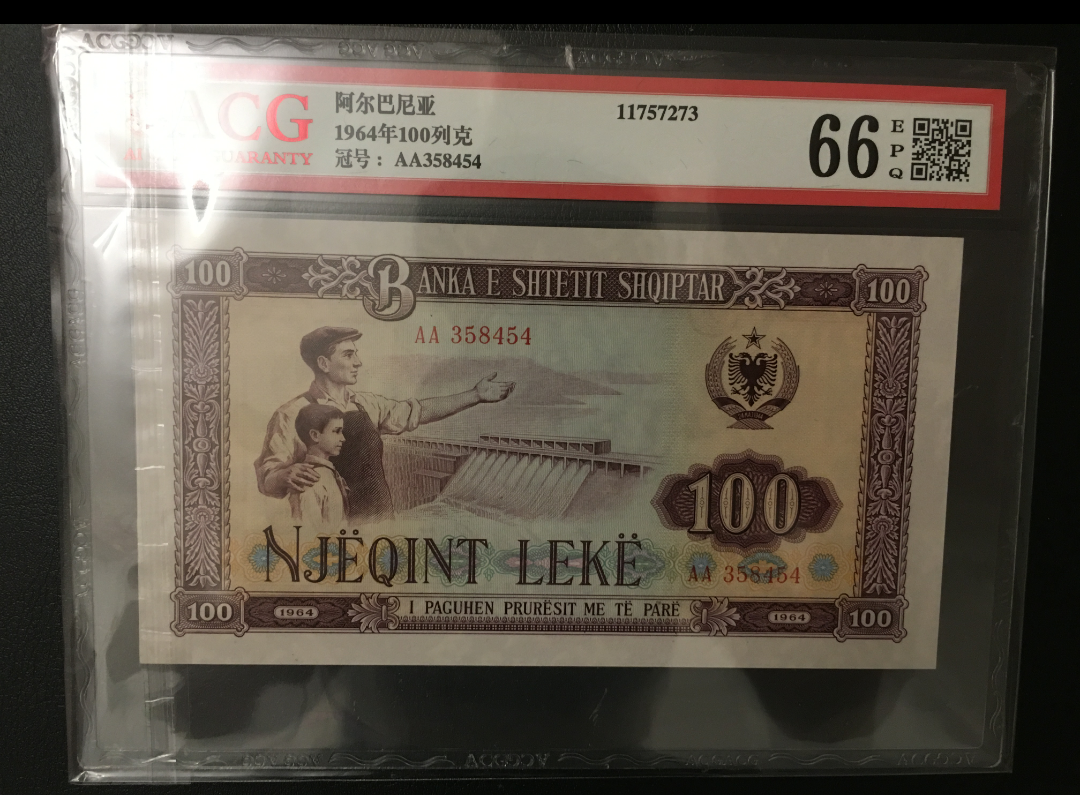 ACG
阿尔巴尼亚
1964年100列克
冠号：AA358454
GUARANTY
11757273
66
EPQ
100
BANKA E SHTETIT SHQIPTAR
100
AA 358454
100
NJËQINT LEKË
AA 358454
100
1964
I PAGUHEN PRURËSIT ME TË PARË
1964
100